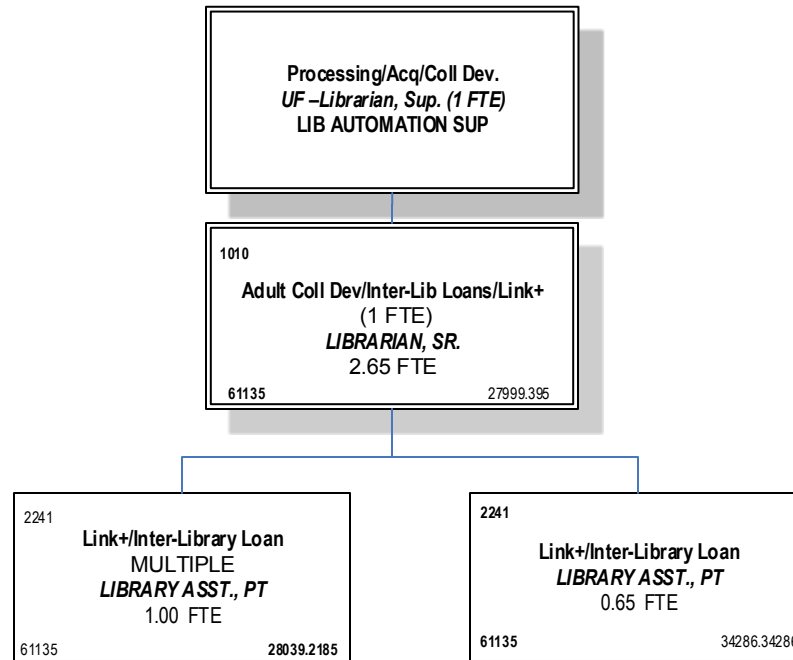 Processing/Acq/Coll Dev.
UF –Librarian, Sup. (1 FTE)
LIB AUTOMATION SUP
1010
Adult Coll Dev/Inter-Lib Loans/Link+
(1 FTE)
LIBRARIAN, SR.
2.65 FTE
61135 27999.395
2241
Link+/Inter-Library Loan
MULTIPLE
LIBRARY ASST., PT
1.00 FTE
61135 28039.2185
2241
Link+/Inter-Library Loan
LIBRARY ASST., PT
0.65 FTE
61135 34286.34286